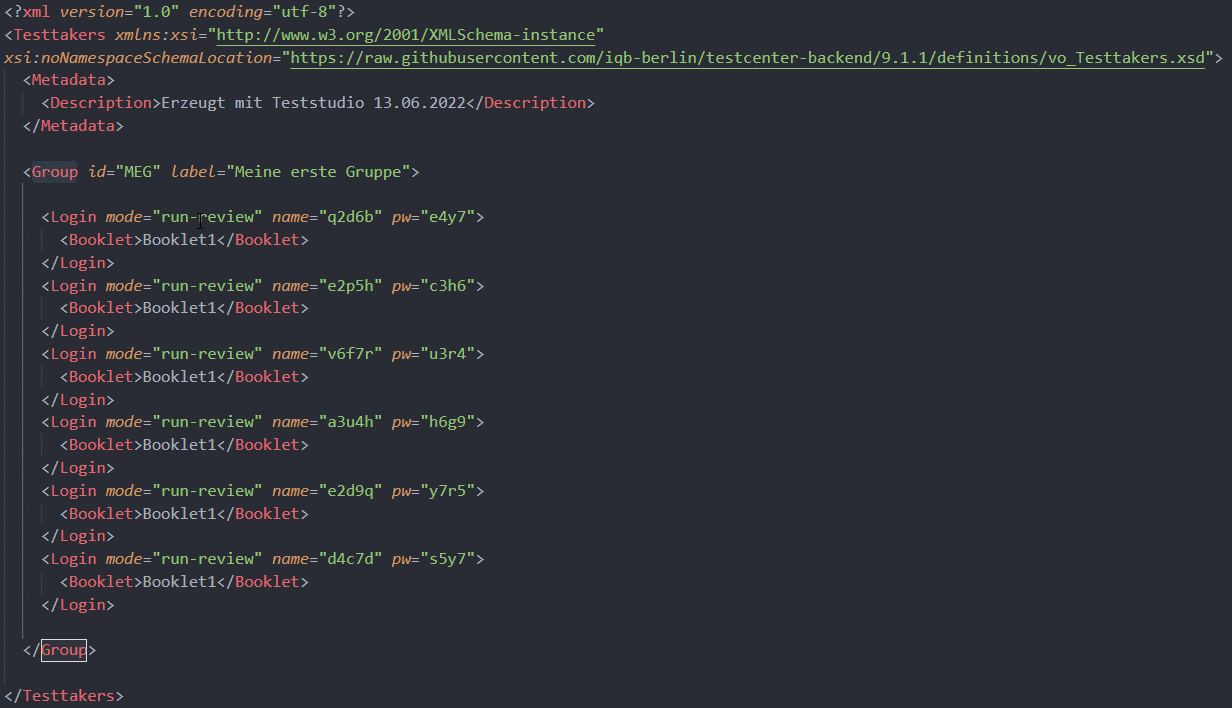 <?xml version="1.0" encoding="utf-8"?>
<Testtakers xmlns:xsi="http://www.w3.org/2001/XMLSchema-instance"
xsi:noNamespaceSchemaLocation="https://raw.githubusercontent.com/iqb-berlin/testcenter-backend/9.1.1/definitions/vo_Testtakers.xsd">
  <Metadata>
    <Description>Erzeugt mit Teststudio 13.06.2022</Description>
  </Metadata>

  <Group id="MEG" label="Meine erste Gruppe">

    <Login mode="run-review" name="q2d6b" pw="e4y7">
      <Booklet>Booklet1</Booklet>
    </Login>
    <Login mode="run-review" name="e2p5h" pw="c3h6">
      <Booklet>Booklet1</Booklet>
    </Login>
    <Login mode="run-review" name="v6f7r" pw="u3r4">
      <Booklet>Booklet1</Booklet>
    </Login>
    <Login mode="run-review" name="a3u4h" pw="h6g9">
      <Booklet>Booklet1</Booklet>
    </Login>
    <Login mode="run-review" name="e2d9q" pw="y7r5">
      <Booklet>Booklet1</Booklet>
    </Login>
    <Login mode="run-review" name="d4c7d" pw="s5y7">
      <Booklet>Booklet1</Booklet>
    </Login>

  </Group>

</Testtakers>